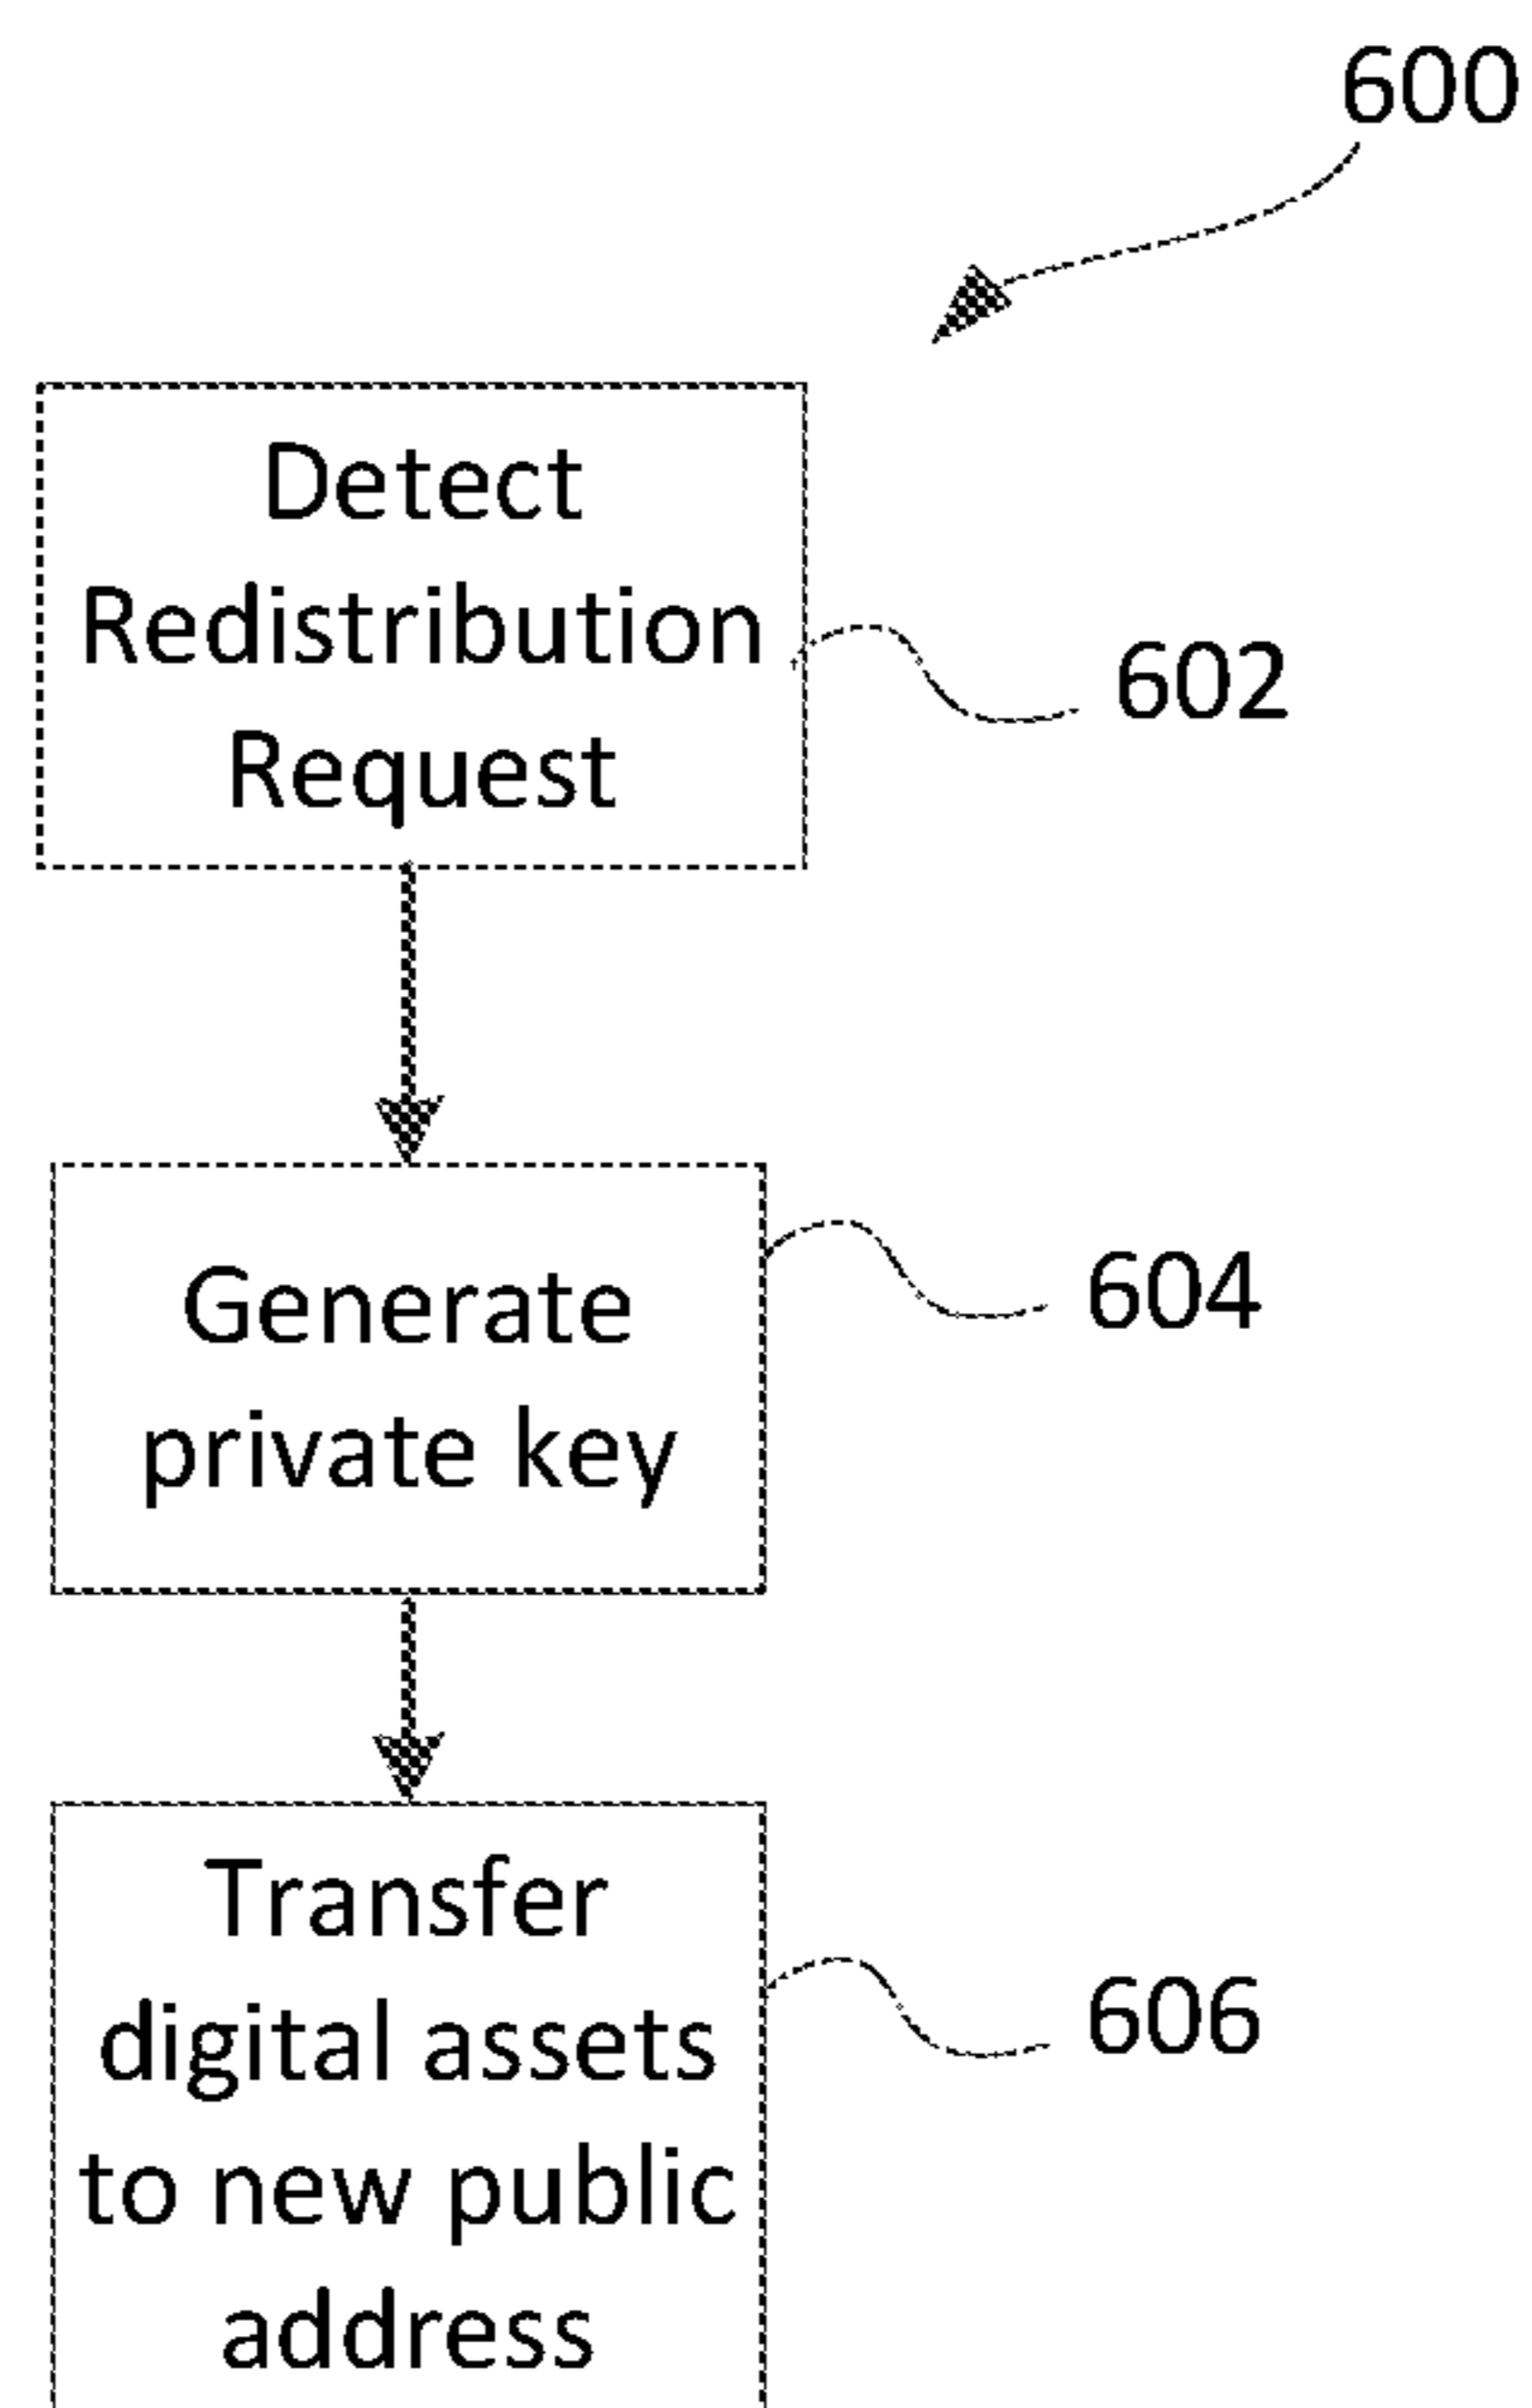 600
Detect
Redistribution
Request
602
Generate
private key
604
Transfer
digital assets
to new public
address
606